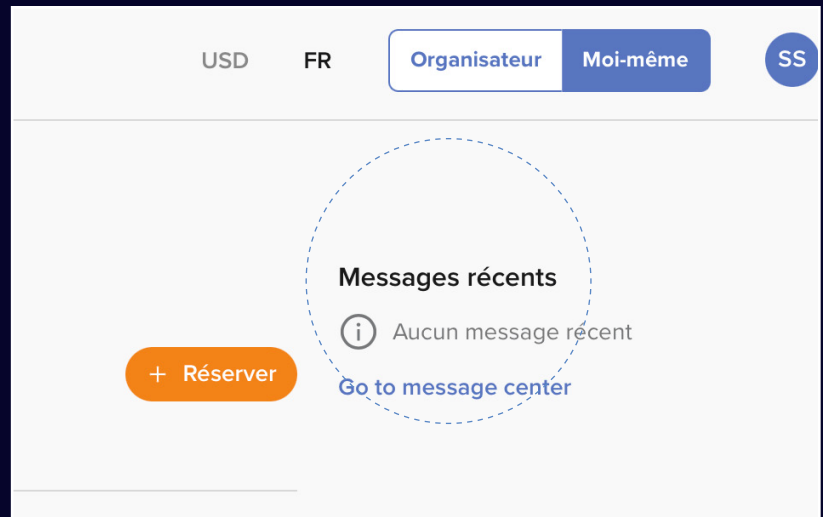 USD FR Organisateur Moi-même SS
Messages récents
Aucun message récent
+ Réserver
Go to message center